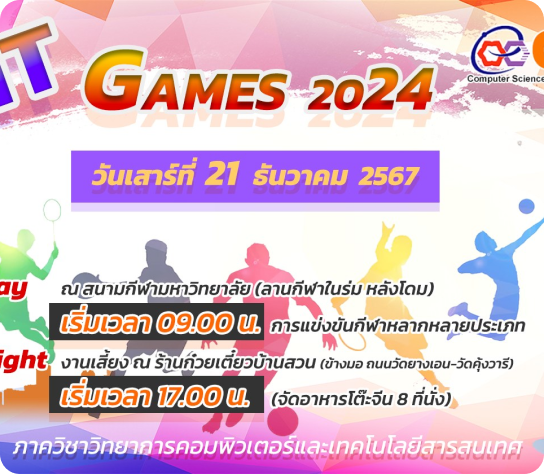 IT GAMES 2024
Computer Science
วันเสาร์ที่ 21 ธันวาคม 2567
ay ณ สนามกีฬามหาวิทยาลัย (ลานกีฬาในร่ม หลังโดม)
เริ่มเวลา 09.00 น. การแข่งขันกีฬาหลากหลายประเภท
ight งานเลี้ยง ณ ร้านก๋วยเตี๋ยวบ้านสวน (ข้างมอ ถนนวัดยางเอน-วัดคุ้งวารี)
เริ่มเวลา 17.00 น. (จัดอาหารโต๊ะจีน 8 ที่นั่ง)
ภาควิชาวิทยาการคอมพิวเตอร์และเทคโนโลยีสารสนเทศ